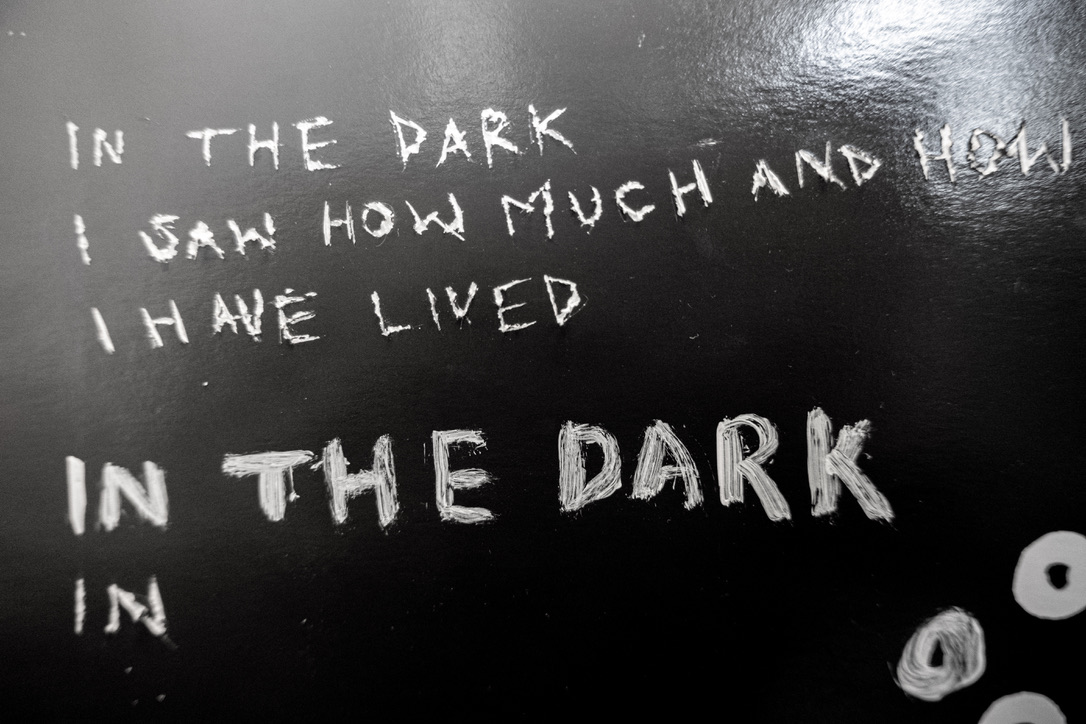 IN THE DARK
I SAW HOW MUCH AND HOW
I HAVE LIVED
IN THE DARK
IN